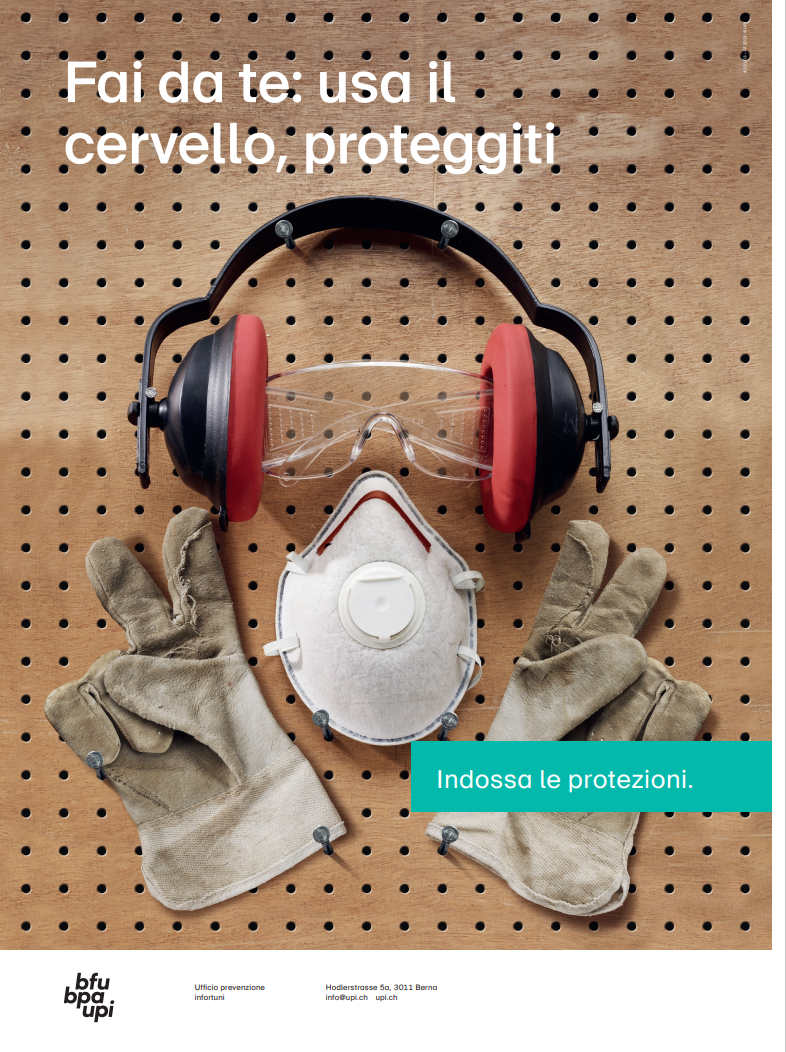 Fai da te: usa il
cervello, proteggiti
Indossa le protezioni.
bfu
bpa
upi
Ufficio prevenzione
infortuni
Hodlerstrasse 5a, 3011 Berna
info@upi.ch upi.ch